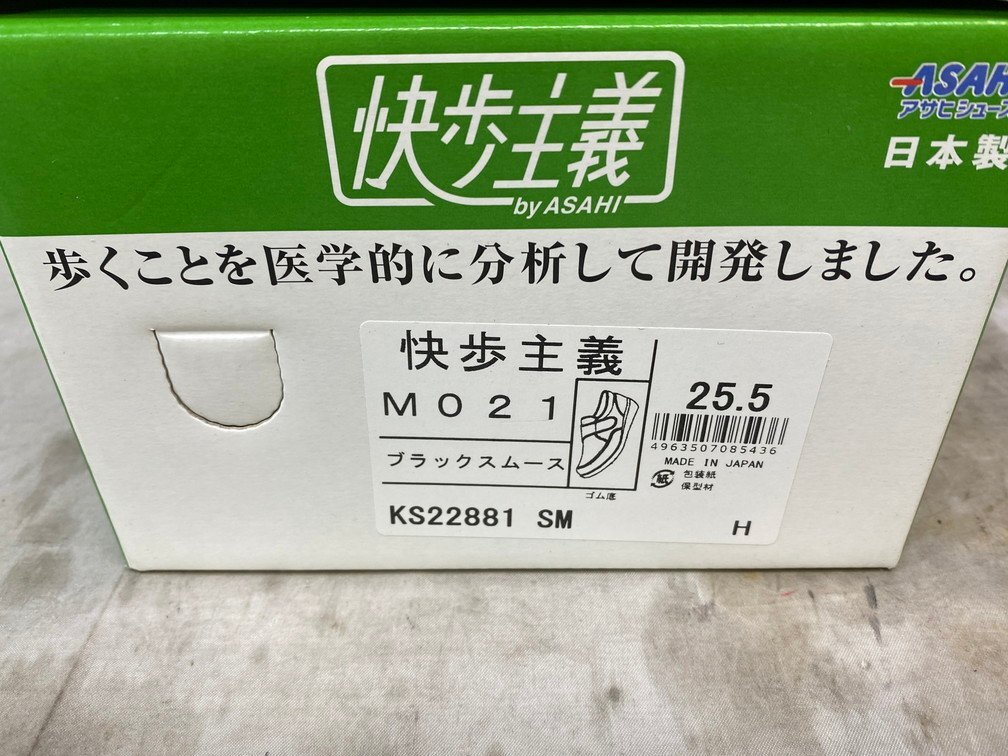 快歩主義
by ASAHI
ASAH
アサヒシューズ
日本製
歩くことを医学的に分析して開発しました。
快歩主義
M021
ブラックスムース
ゴム底
KS22881 SM
25.5
4963507085436
MADE IN JAPAN
紙
包装紙
保型材
H